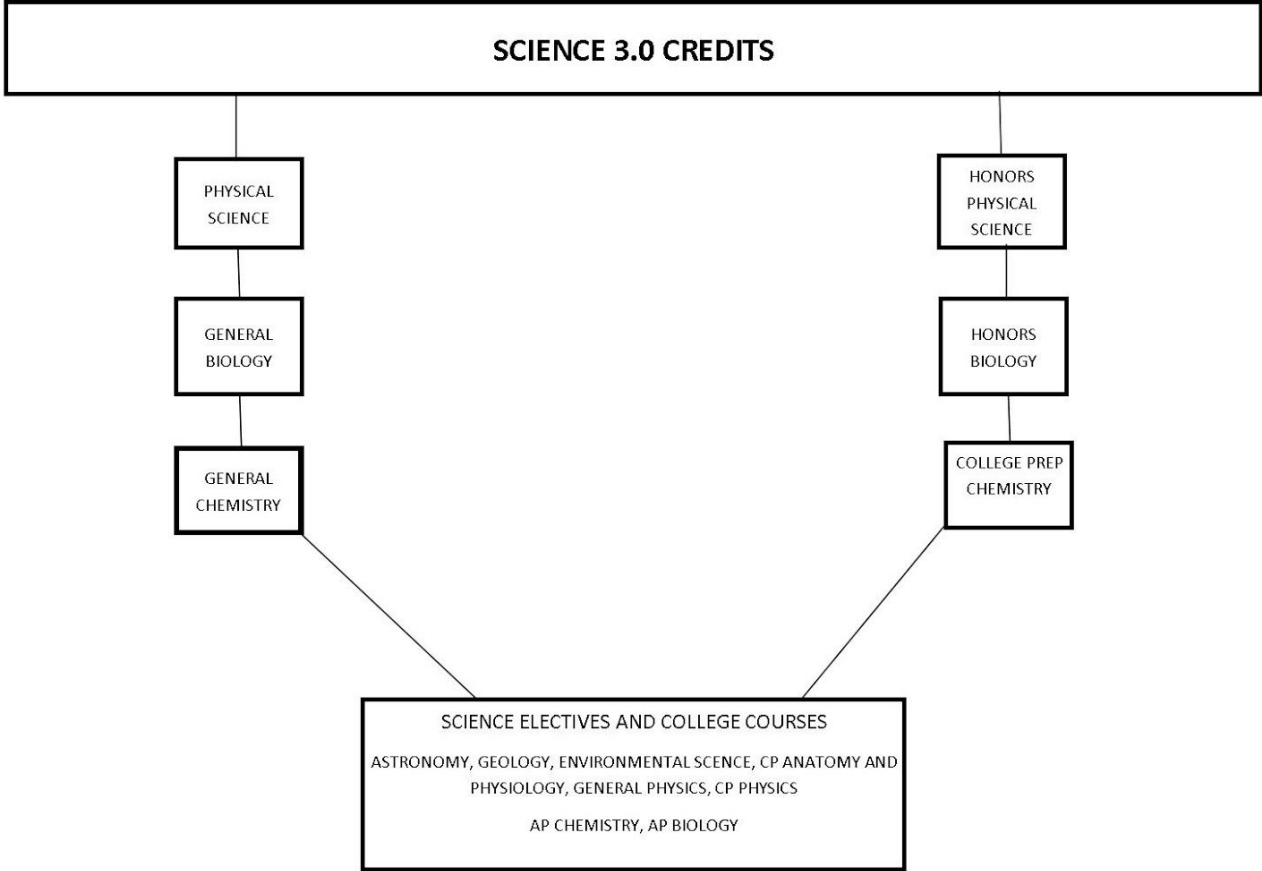 SCIENCE 3.0 CREDITS
PHYSICAL
SCIENCE
HONORS
PHYSICAL
SCIENCE
GENERAL
BIOLOGY
HONORS
BIOLOGY
GENERAL
CHEMISTRY
COLLEGE PREP
CHEMISTRY
SCIENCE ELECTIVES AND COLLEGE COURSES
ASTRONOMY, GEOLOGY, ENVIRONMENTAL SCENCE, CP ANATOMY AND
PHYSIOLOGY, GENERAL PHYSICS, CP PHYSICS
AP CHEMISTRY, AP BIOLOGY